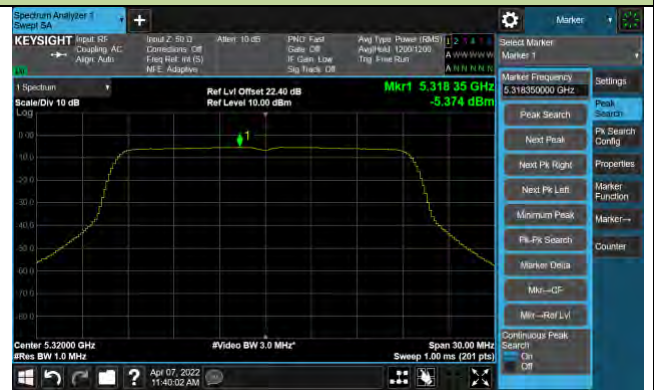 Spectrum Analyzer 1
Swept SA
Marker
KEYSIGHT Input: RF
Coupling: AC
Align: Auto
Input Z: 50 Ω
Corrections: Off
Freq Ref: Int (S)
NFE: Adaptive
Atten: 10 dB
PNO: Fast
Gate: Off
IF Gain: Low
Sig Track: Off
Avg Type: Power (RMS)
Avg|Hold: 1200/1200
Trig: Free Run
1 2 3 4 5 6
A W W W W W
A N N N N N
Select Marker
Marker 1
1 Spectrum
Scale/Div 10 dB
Log
Ref Lvl Offset 22.40 dB
Ref Level 10.00 dBm
Mkr1 5.318 35 GHz
-5.374 dBm
1
0.00
-10.0
-20.0
-30.0
-40.0
-50.0
-60.0
-70.0
-80.0
Center 5.32000 GHz
#Res BW 1.0 MHz
#Video BW 3.0 MHz*
Span 30.00 MHz
Sweep 1.00 ms (201 pts)
Marker Frequency
5.318350000 GHz
Peak Search
Next Peak
Next Pk Right
Next Pk Left
Minimum Peak
Pk-Pk Search
Marker Delta
Mkr→CF
Mkr→Ref Lvl
Continuous Peak
Search
On
Off
Settings
Peak
Search
Pk Search
Config
Properties
Marker
Function
Marker→
Counter
Apr 07, 2022
11:40:02 AM